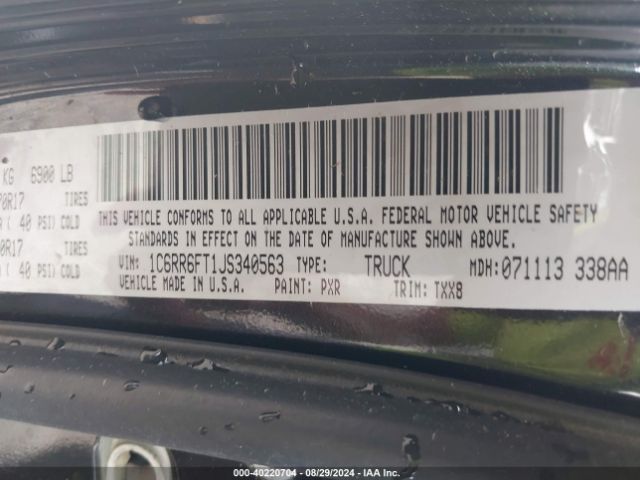 KG 6900 LB
70R17 TIRES
( 40 PSI) COLD
0R17 TIRES
( 40 PSI) COLD
THIS VEHICLE CONFORMS TO ALL APPLICABLE U.S.A. FEDERAL MOTOR VEHICLE SAFETY
STANDARDS IN EFFECT ON THE DATE OF MANUFACTURE SHOWN ABOVE.
VIN: 1C6RR6FT1JS340563 TYPE: TRUCK MDH:071113 338AA
VEHICLE MADE IN U.S.A. PAINT: PXR TRIM: TXX8
000-40220704 - 08/29/2024 - IAA Inc.